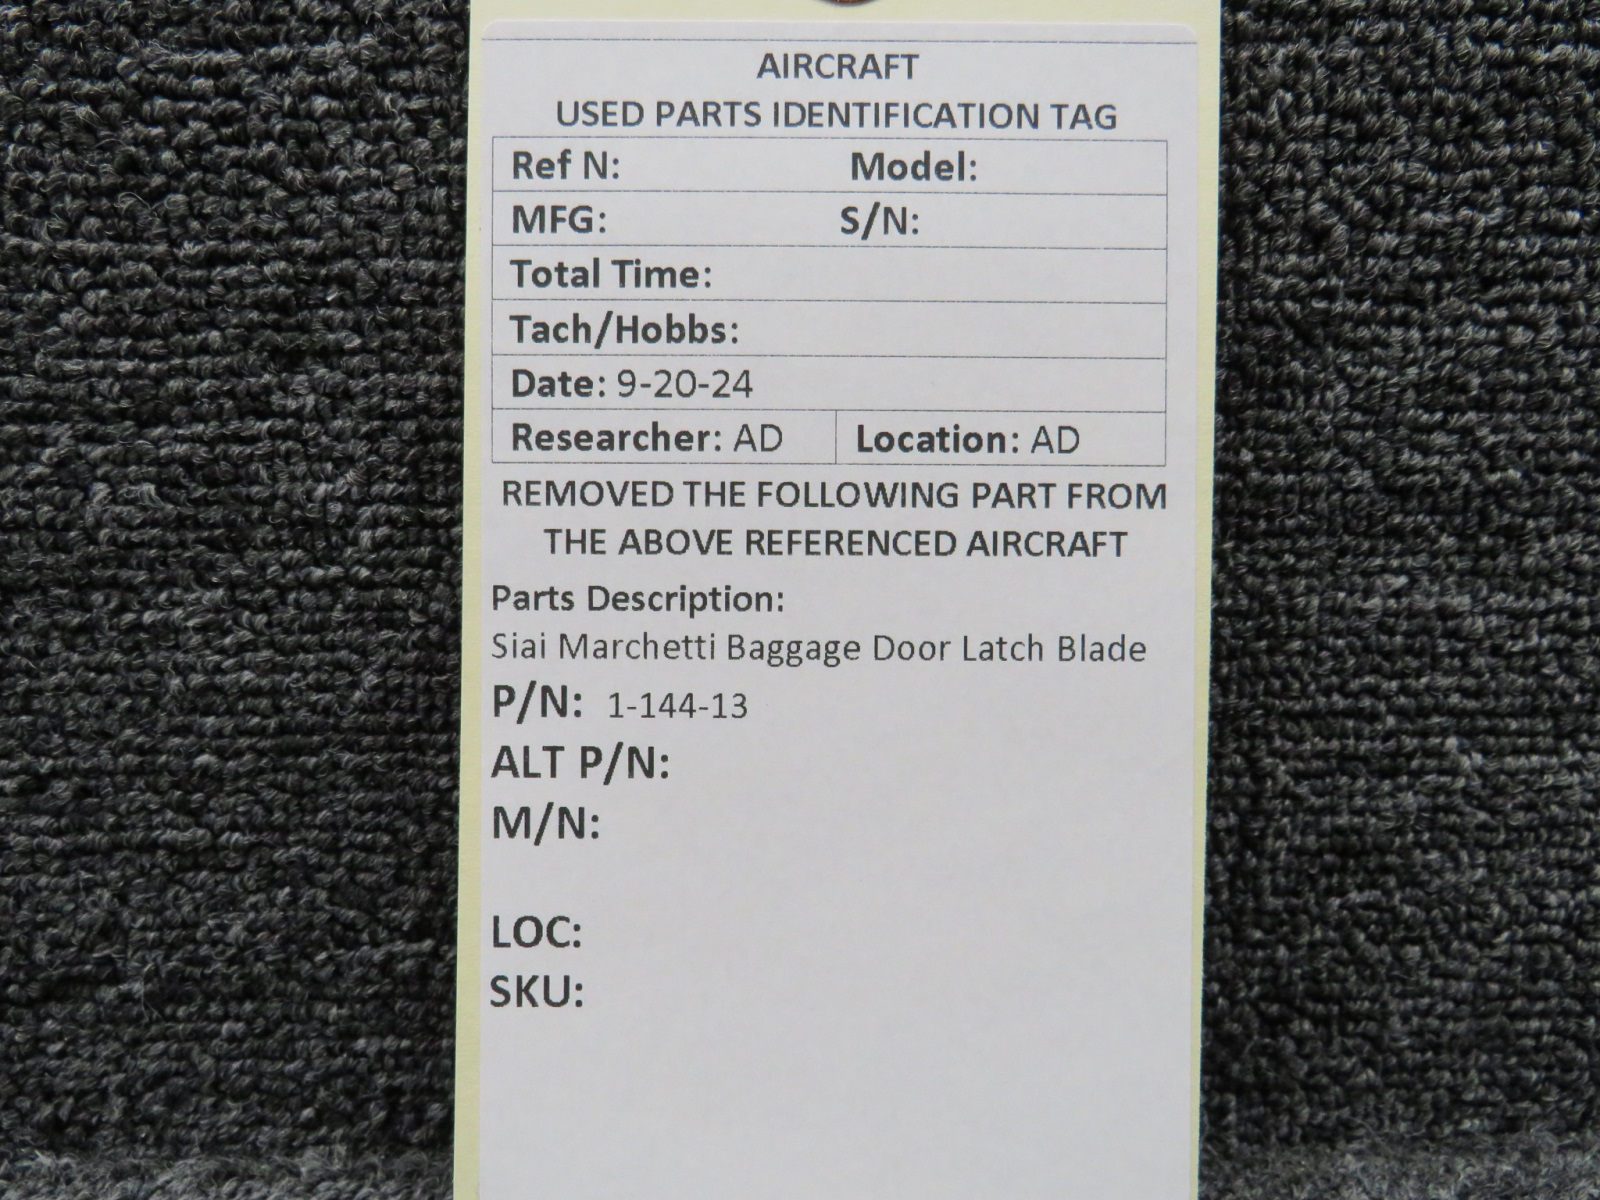 AIRCRAFT
USED PARTS IDENTIFICATION TAG
Ref N: Model:
MFG: S/N:
Total Time:
Tach/Hobbs:
Date: 9-20-24
Researcher: AD Location: AD
REMOVED THE FOLLOWING PART FROM
THE ABOVE REFERENCED AIRCRAFT
Parts Description:
Siai Marchetti Baggage Door Latch Blade
P/N: 1-144-13
ALT P/N:
M/N:
LOC:
SKU: